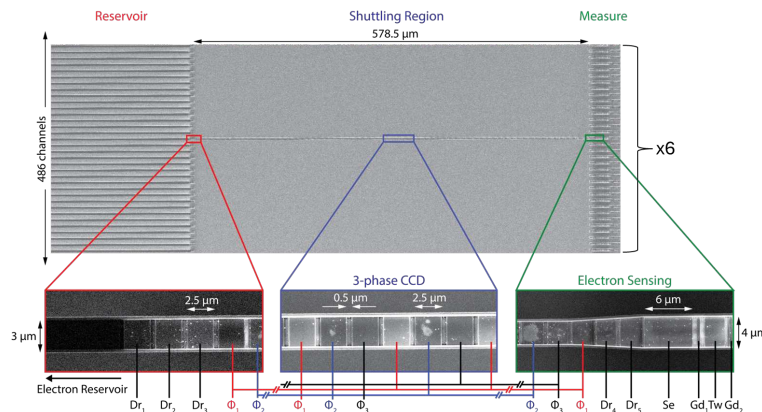 Reservoir
Shuttling Region
Measure
578.5 μm
486 channels
x6
3-phase CCD
Electron Sensing
2.5 μm
0.5 μm
2.5 μm
6 μm
3 μm
4 μm
Electron Reservoir
Dr1 Dr2 Dr3 Φ1 Φ2 Φ1 Φ2 Φ3 Φ2 Φ3 Φ1 Dr4 Dr5 Se Gd1 Tw Gd2